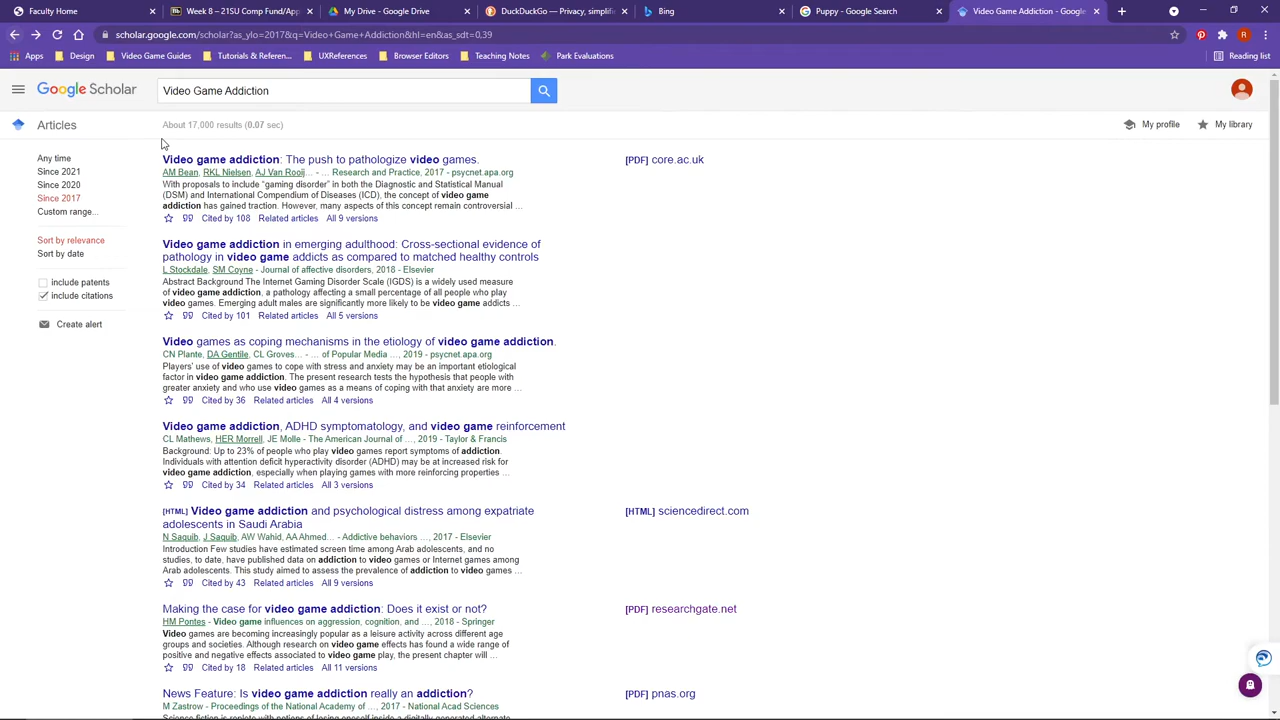 Faculty Home
Week 8 – 21SU Comp Fund/App
My Drive – Google Drive
DuckDuckGo — Privacy, simplifi
Bing
Puppy - Google Search
Video Game Addiction - Google
scholar.google.com/scholar?as_ylo=2017&q=Video+Game+Addiction&hl=en&as_sdt=0,39
R
Apps
Design
Video Game Guides
Tutorials & Referen...
UXReferences
Browser Editors
Teaching Notes
Park Evaluations
Reading list
Google Scholar
Video Game Addiction
Articles
About 17,000 results (0.07 sec)
My profile
My library
Any time
Since 2021
Since 2020
Since 2017
Custom range...
Sort by relevance
Sort by date
include patents
include citations
Create alert
Video game addiction: The push to pathologize video games.
AM Bean, RKL Nielsen, AJ Van Rooij... - ... Research and Practice, 2017 - psycnet.apa.org
With proposals to include “gaming disorder” in both the Diagnostic and Statistical Manual
(DSM) and International Compendium of Diseases (ICD), the concept of video game
addiction has gained traction. However, many aspects of this concept remain controversial ...
Cited by 108 Related articles All 9 versions
[PDF] core.ac.uk
Video game addiction in emerging adulthood: Cross-sectional evidence of
pathology in video game addicts as compared to matched healthy controls
L Stockdale, SM Coyne - Journal of affective disorders, 2018 - Elsevier
Abstract Background The Internet Gaming Disorder Scale (IGDS) is a widely used measure
of video game addiction, a pathology affecting a small percentage of all people who play
video games. Emerging adult males are significantly more likely to be video game addicts ...
Cited by 101 Related articles All 5 versions
Video games as coping mechanisms in the etiology of video game addiction.
CN Plante, DA Gentile, CL Groves... - ... of Popular Media ..., 2019 - psycnet.apa.org
Players' use of video games to cope with stress and anxiety may be an important etiological
factor in video game addiction. The present research tests the hypothesis that people with
greater anxiety and who use video games as a means of coping with that anxiety are more ...
Cited by 36 Related articles All 4 versions
Video game addiction, ADHD symptomatology, and video game reinforcement
CL Mathews, HER Morrell, JE Molle - The American Journal of ..., 2019 - Taylor & Francis
Background: Up to 23% of people who play video games report symptoms of addiction.
Individuals with attention deficit hyperactivity disorder (ADHD) may be at increased risk for
video game addiction, especially when playing games with more reinforcing properties ...
Cited by 34 Related articles All 3 versions
[HTML] Video game addiction and psychological distress among expatriate
adolescents in Saudi Arabia
N Saquib, J Saquib, AW Wahid, AA Ahmed... - Addictive behaviors ..., 2017 - Elsevier
Introduction Few studies have estimated screen time among Arab adolescents, and no
studies, to date, have published data on addiction to video games or Internet games among
Arab adolescents. This study aimed to assess the prevalence of addiction to video games ...
Cited by 43 Related articles All 9 versions
[HTML] sciencedirect.com
Making the case for video game addiction: Does it exist or not?
HM Pontes - Video game influences on aggression, cognition, and ..., 2018 - Springer
Video games are becoming increasingly popular as a leisure activity across different age
groups and societies. Although research on video game effects has found a wide range of
positive and negative effects associated to video game play, the present chapter will ...
Cited by 18 Related articles All 11 versions
[PDF] researchgate.net
News Feature: Is video game addiction really an addiction?
M Zastrow - Proceedings of the National Academy of ..., 2017 - National Acad Sciences
Science fiction is replete with notions of losing oneself inside a digitally generated alternate
[PDF] pnas.org